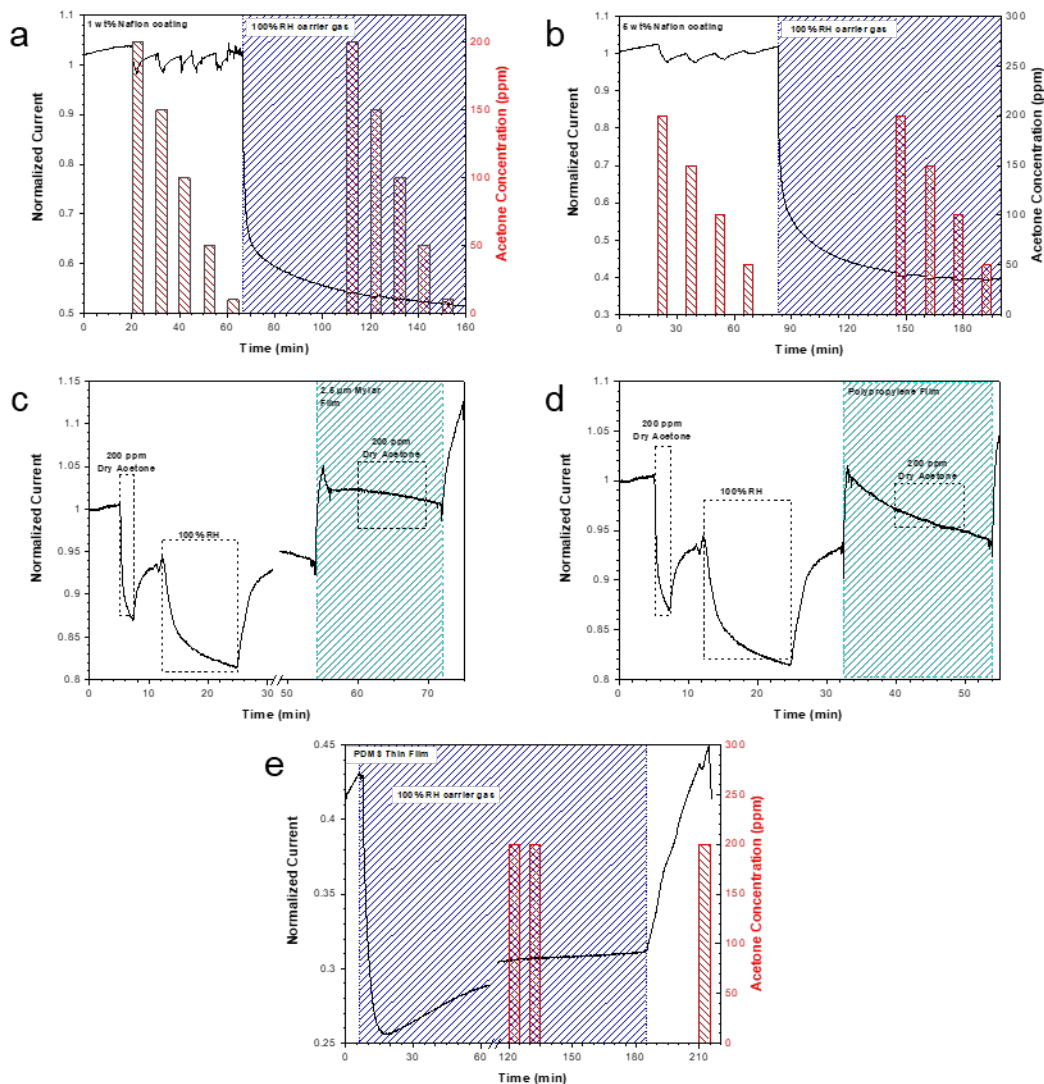 a
1 wt% Nafion coating
100% RH carrier gas
Normalized Current
1.1
1
0.9
0.8
0.7
0.6
0.5
0
20
40
60
80
100
120
140
160
Time (min)
200
150
100
50
0
Acetone Concentration (ppm)
b
5 wt% Nafion coating
100% RH carrier gas
Normalized Current
1.1
1
0.9
0.8
0.7
0.6
0.5
0.4
0.3
0
30
60
90
120
150
180
Time (min)
300
250
200
150
100
50
0
Acetone Concentration (ppm)
c
2.5 µm Mylar
Film
200 ppm
Dry Acetone
100% RH
200 ppm
Dry Acetone
Normalized Current
1.15
1.1
1.05
1
0.95
0.9
0.85
0.8
0
10
20
30
50
60
70
Time (min)
d
Polypropylene Film
200 ppm
Dry Acetone
100% RH
200 ppm
Dry Acetone
Normalized Current
1.1
1.05
1
0.95
0.9
0.85
0.8
0
10
20
30
40
50
Time (min)
e
PDMS Thin Film
100% RH carrier gas
Normalized Current
0.45
0.4
0.35
0.3
0.25
0
30
60
120
150
180
210
Time (min)
300
250
200
150
100
50
0
Acetone Concentration (ppm)